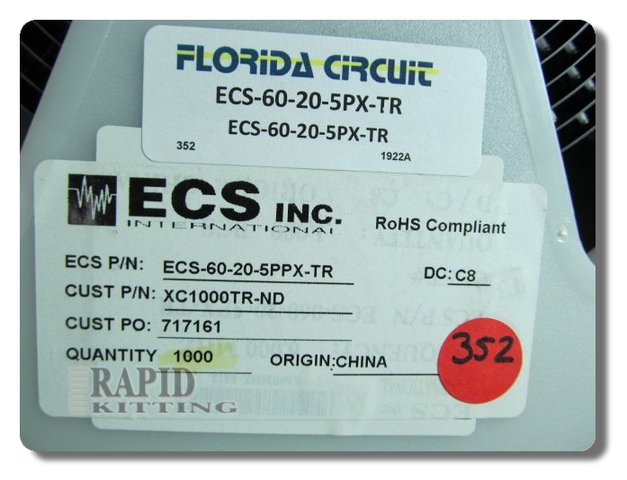 FLORIDA CIRCUIT
ECS-60-20-5PX-TR
ECS-60-20-5PX-TR
352 1922A
ECS INC.
INTERNATIONAL
RoHS Compliant
ECS P/N: ECS-60-20-5PPX-TR DC: C8
CUST P/N: XC1000TR-ND
CUST PO: 717161
QUANTITY 1000 ORIGIN: CHINA
352
RAPID
KITTING